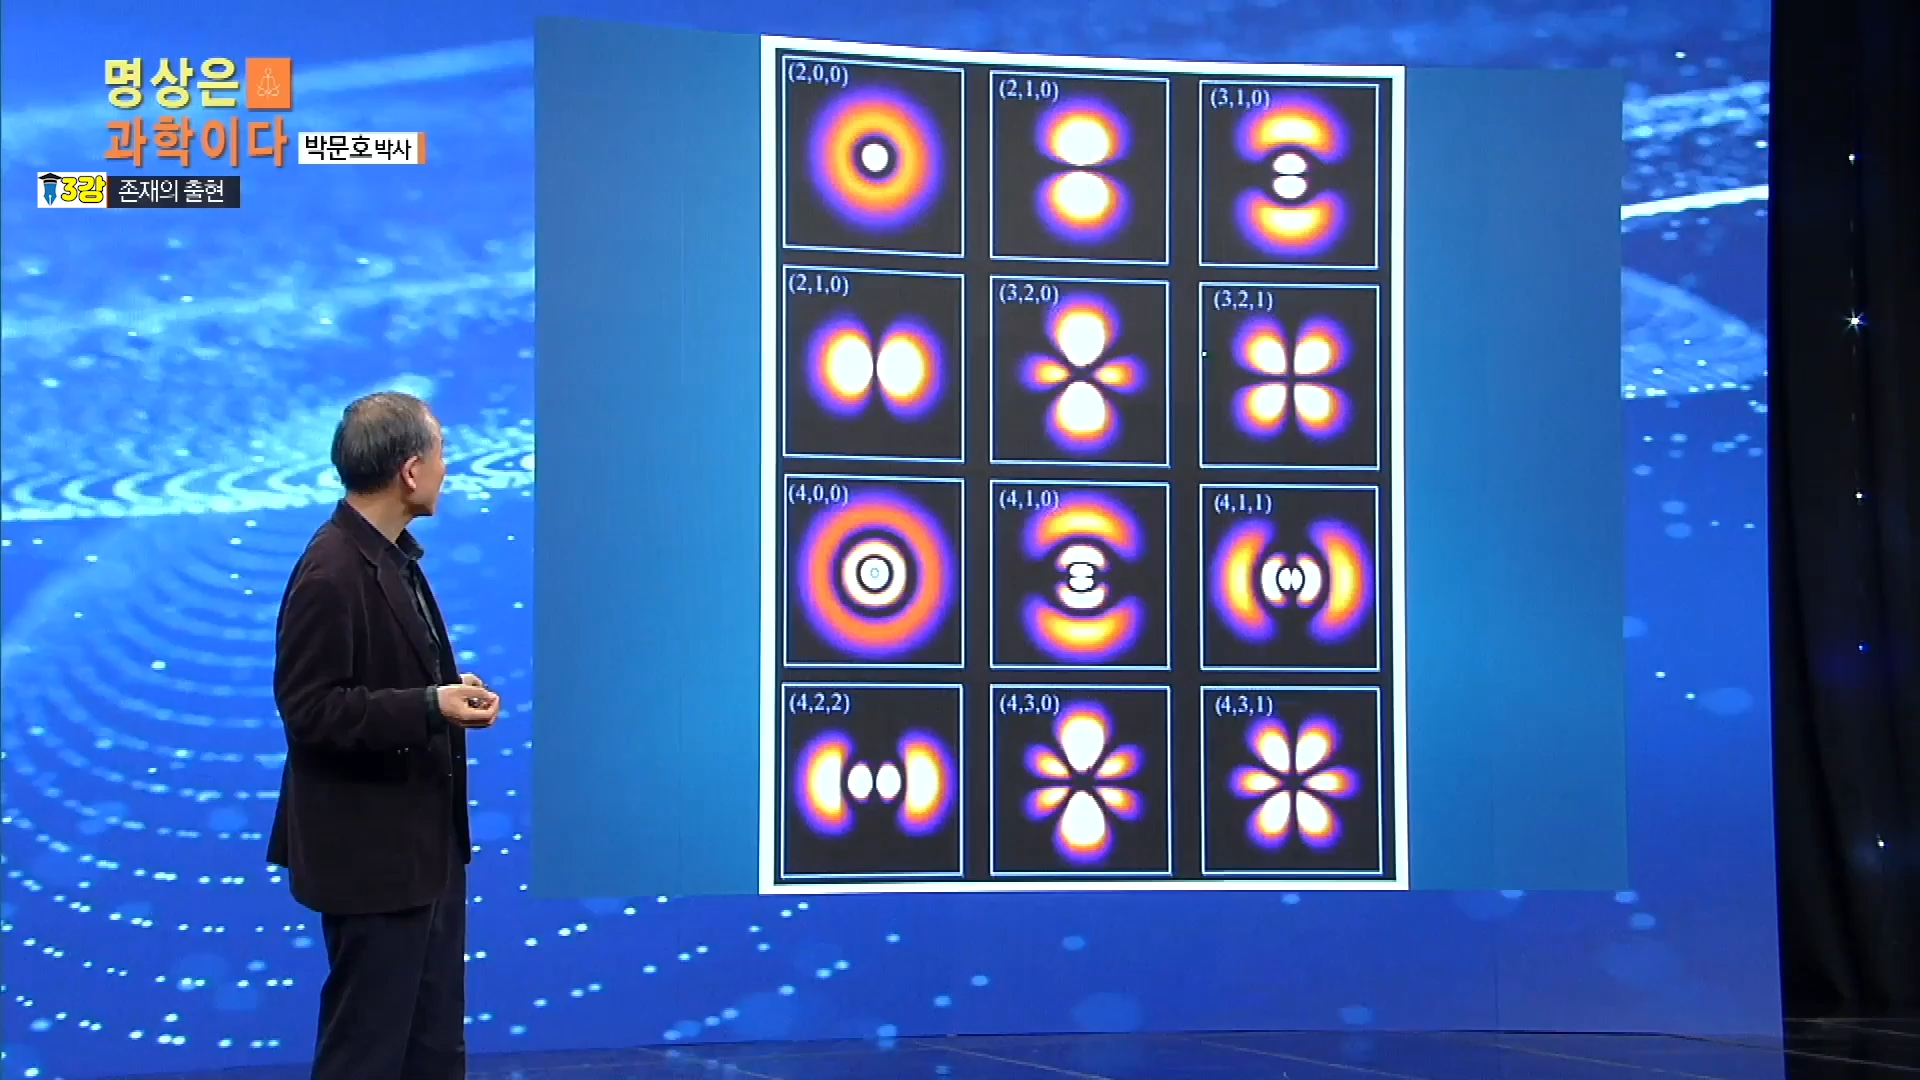 명상은
과학이다 박문호 박사
3강 존재의 출현
(2,0,0) (2,1,0) (3,1,0)
(2,1,0) (3,2,0) (3,2,1)
(4,0,0) (4,1,0) (4,1,1)
(4,2,2) (4,3,0) (4,3,1)